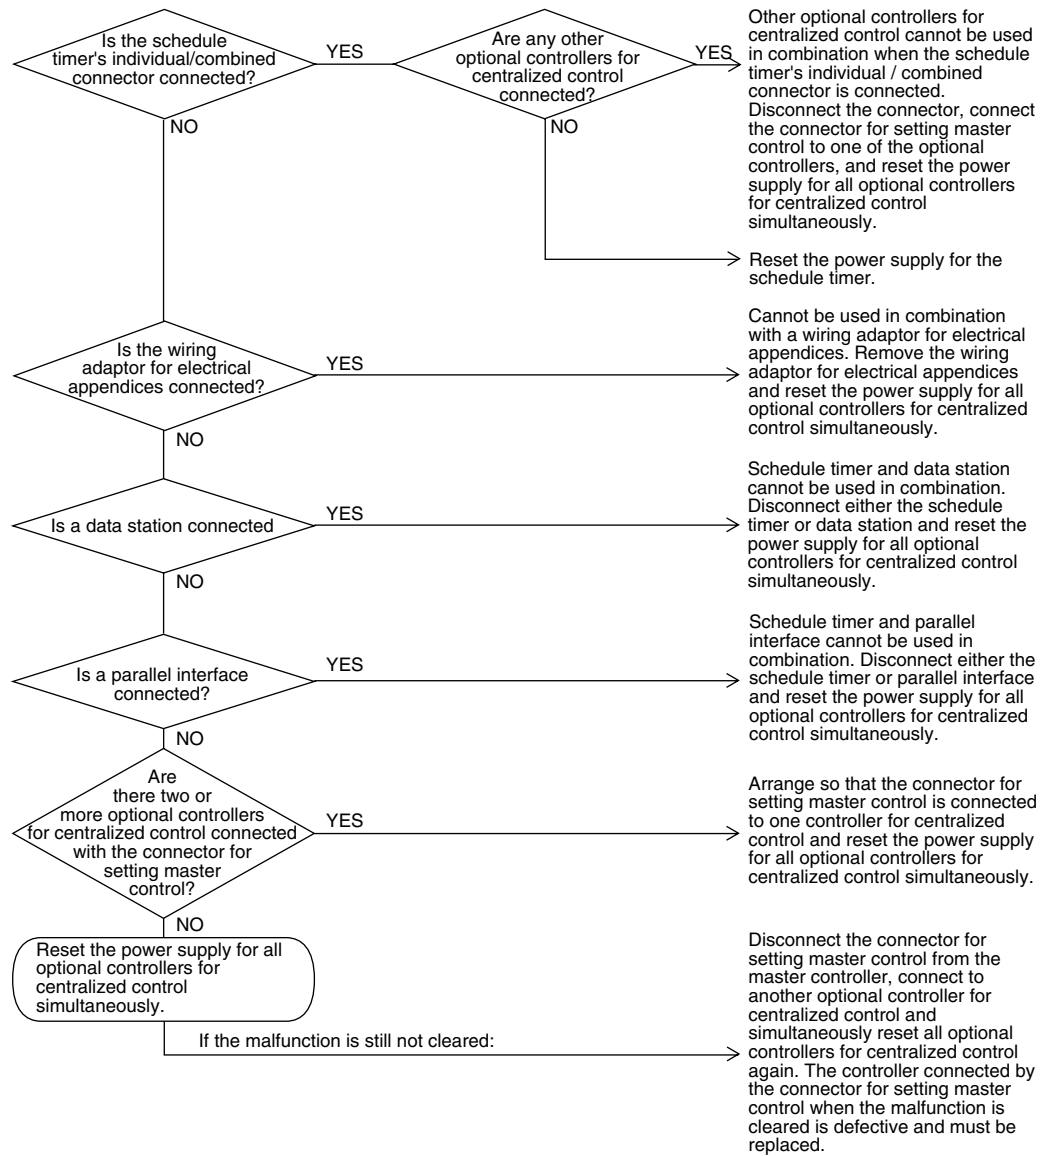 Is the schedule
timer's individual/combined
connector connected?
YES
Are any other
optional controllers for
centralized control
connected?
YES
Other optional controllers for
centralized control cannot be used
in combination when the schedule
timer's individual / combined
connector is connected.
Disconnect the connector, connect
the connector for setting master
control to one of the optional
controllers, and reset the power
supply for all optional controllers
for centralized control
simultaneously.
NO
NO
Reset the power supply for the
schedule timer.
Is the wiring
adaptor for electrical
appendices connected?
YES
Cannot be used in combination
with a wiring adaptor for electrical
appendices. Remove the wiring
adaptor for electrical appendices
and reset the power supply for all
optional controllers for centralized
control simultaneously.
NO
Is a data station connected
YES
Schedule timer and data station
cannot be used in combination.
Disconnect either the schedule
timer or data station and reset the
power supply for all optional
controllers for centralized control
simultaneously.
NO
Is a parallel interface
connected?
YES
Schedule timer and parallel
interface cannot be used in
combination. Disconnect either the
schedule timer or parallel interface
and reset the power supply for all
optional controllers for centralized
control simultaneously.
NO
Are
there two or
more optional controllers
for centralized control connected
with the connector for
setting master
control?
YES
Arrange so that the connector for
setting master control is connected
to one controller for centralized
control and reset the power supply
for all optional controllers for
centralized control simultaneously.
NO
Reset the power supply for all
optional controllers for
centralized control
simultaneously.
If the malfunction is still not cleared:
Disconnect the connector for
setting master control from the
master controller, connect to
another optional controller for
centralized control and
simultaneously reset all optional
controllers for centralized control
again. The controller connected by
the connector for setting master
control when the malfunction is
cleared is defective and must be
replaced.